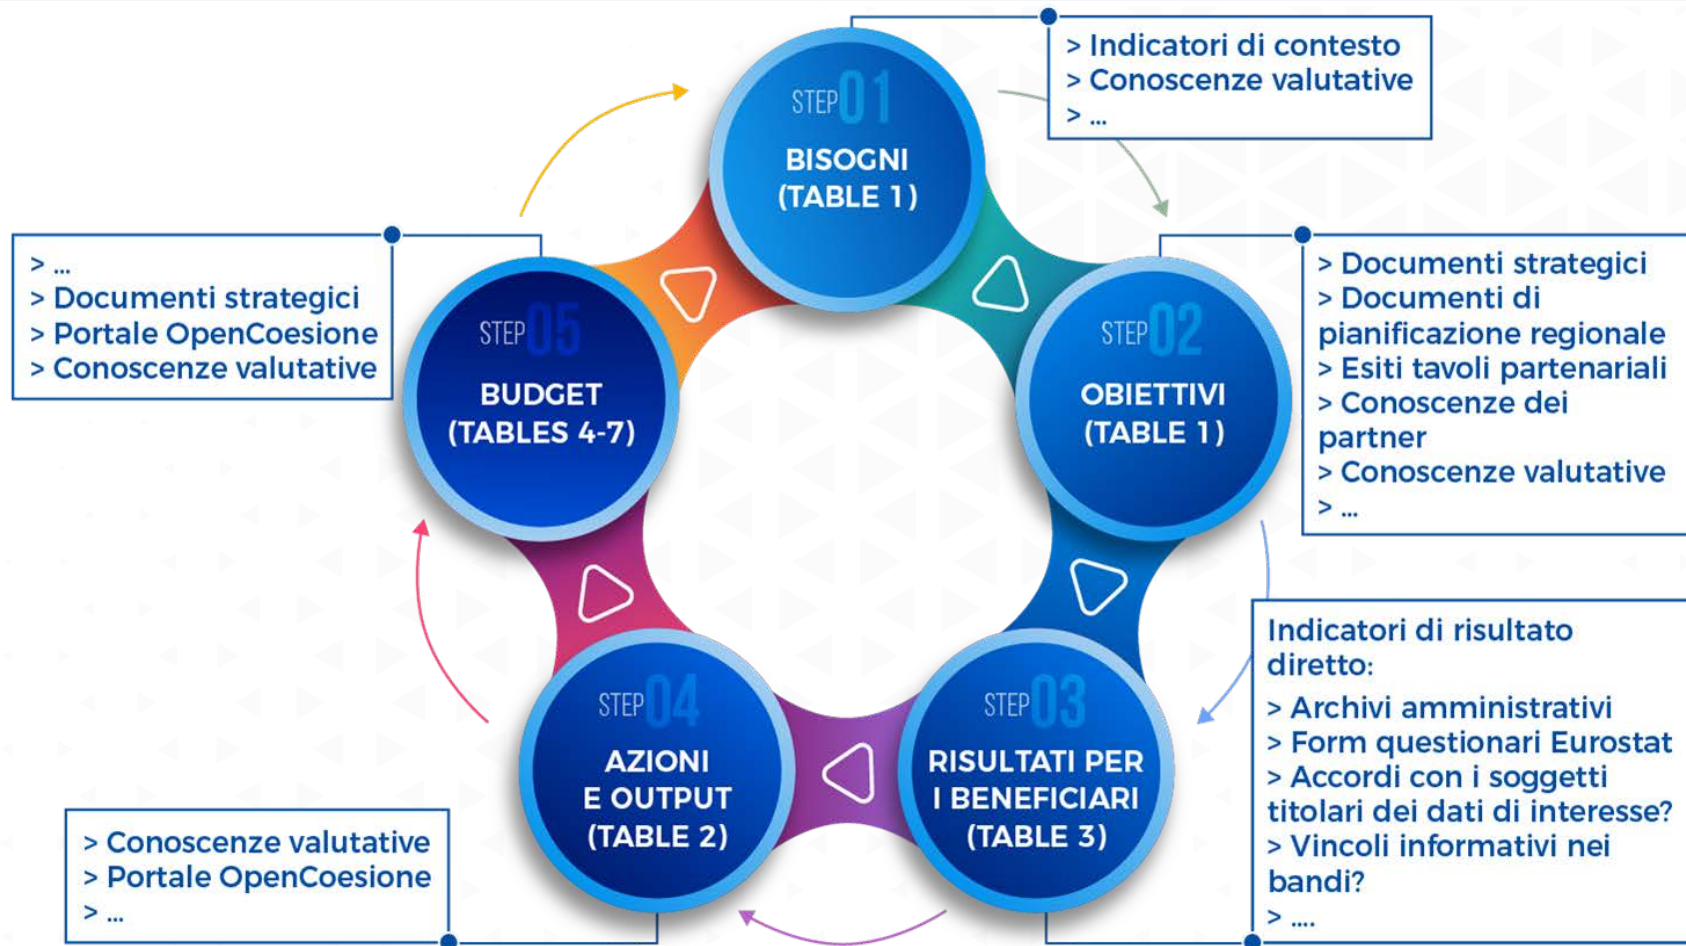 STEP 01
BISOGNI
(TABLE 1)
> Indicatori di contesto
> Conoscenze valutative
> ...
STEP 02
OBIETTIVI
(TABLE 1)
> Documenti strategici
> Documenti di
pianificazione regionale
> Esiti tavoli partenariali
> Conoscenze dei
partner
> Conoscenze valutative
> ...
STEP 03
RISULTATI PER
I BENEFICIARI
(TABLE 3)
Indicatori di risultato
diretto:
> Archivi amministrativi
> Form questionari Eurostat
> Accordi con i soggetti
titolari dei dati di interesse?
> Vincoli informativi nei
bandi?
> ....
STEP 04
AZIONI
E OUTPUT
(TABLE 2)
> Conoscenze valutative
> Portale OpenCoesione
> ...
STEP 05
BUDGET
(TABLES 4-7)
> ...
> Documenti strategici
> Portale OpenCoesione
> Conoscenze valutative